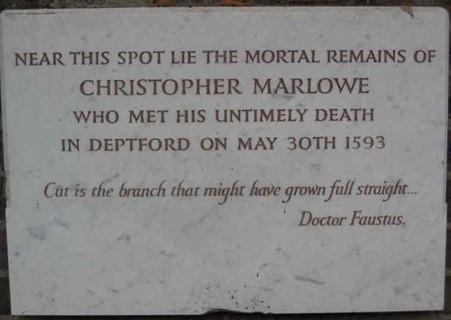 NEAR THIS SPOT LIE THE MORTAL REMAINS OF
CHRISTOPHER MARLOWE
WHO MET HIS UNTIMELY DEATH
IN DEPTFORD ON MAY 30TH 1593
Cut is the branch that might have grown full straight...
Doctor Faustus.